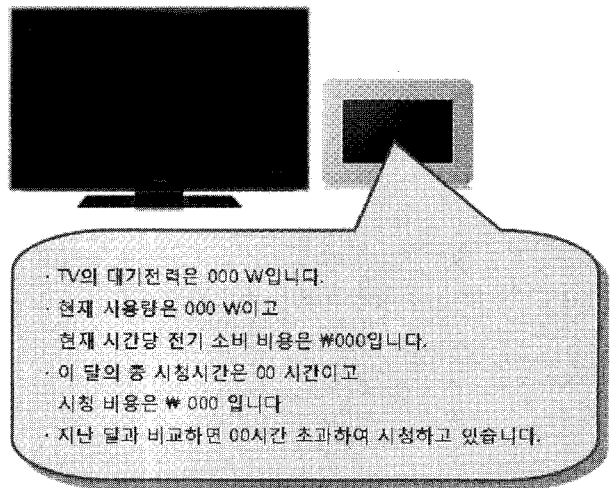 · TV의 대기전력은 000 W입니다.
· 현재 사용량은 000 W이고
현재 시간당 전기 소비 비용은 ₩000입니다.
· 이 달의 총 시청시간은 00 시간이고
시청 비용은 ₩ 000 입니다
· 지난 달과 비교하면 00시간 초과하여 시청하고 있습니다.